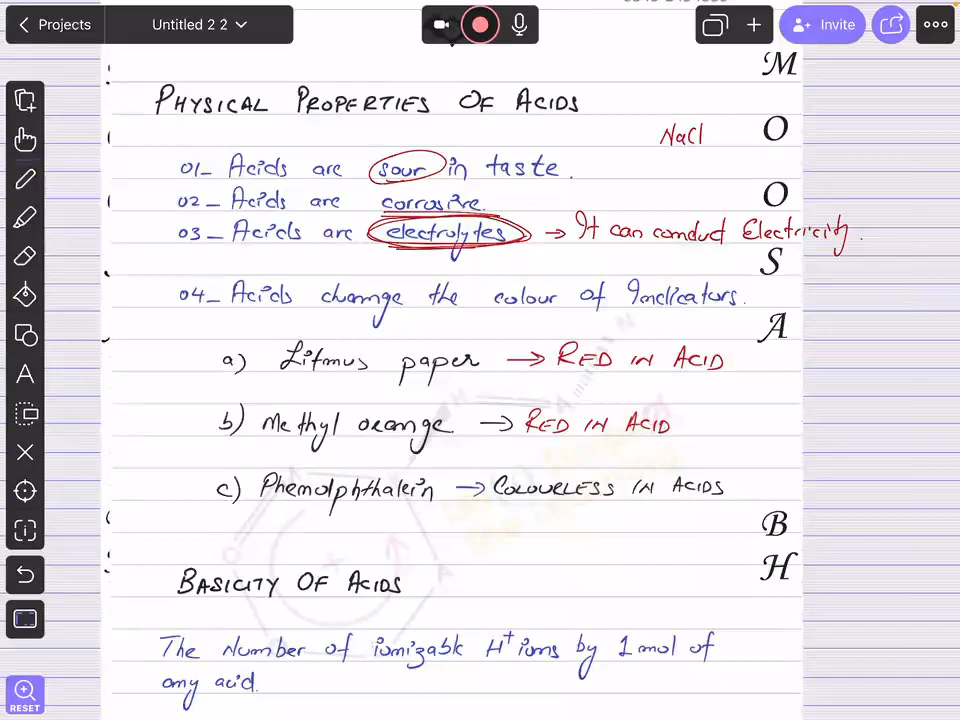 Projects
Untitled 2 2
Invite
M
PHYSICAL PROPERTIES OF ACIDS
NaCl
O
01_ Acids are sour in taste.
O
02_ Acids are corrosive.
03_ Acids are electrolytes → It can conduct Electricity.
S
04_ Acids change the colour of Indicators.
A
a) Litmus paper → RED IN ACID
b) Methyl orange → RED IN ACID
c) Phenolphthalein → COLOURLESS IN ACIDS
B
H
BASICITY OF ACIDS
The Number of ionizable H+ ions by 1 mol of
any acid.
RESET